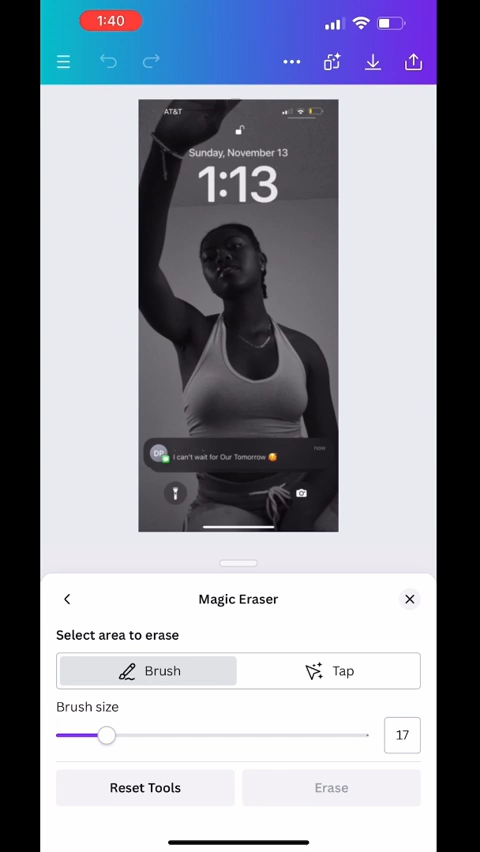 1:40
AT&T
Sunday, November 13
1:13
DP
now
I can't wait for Our Tomorrow 🥰
Magic Eraser
Select area to erase
Brush
Tap
Brush size
17
Reset Tools
Erase